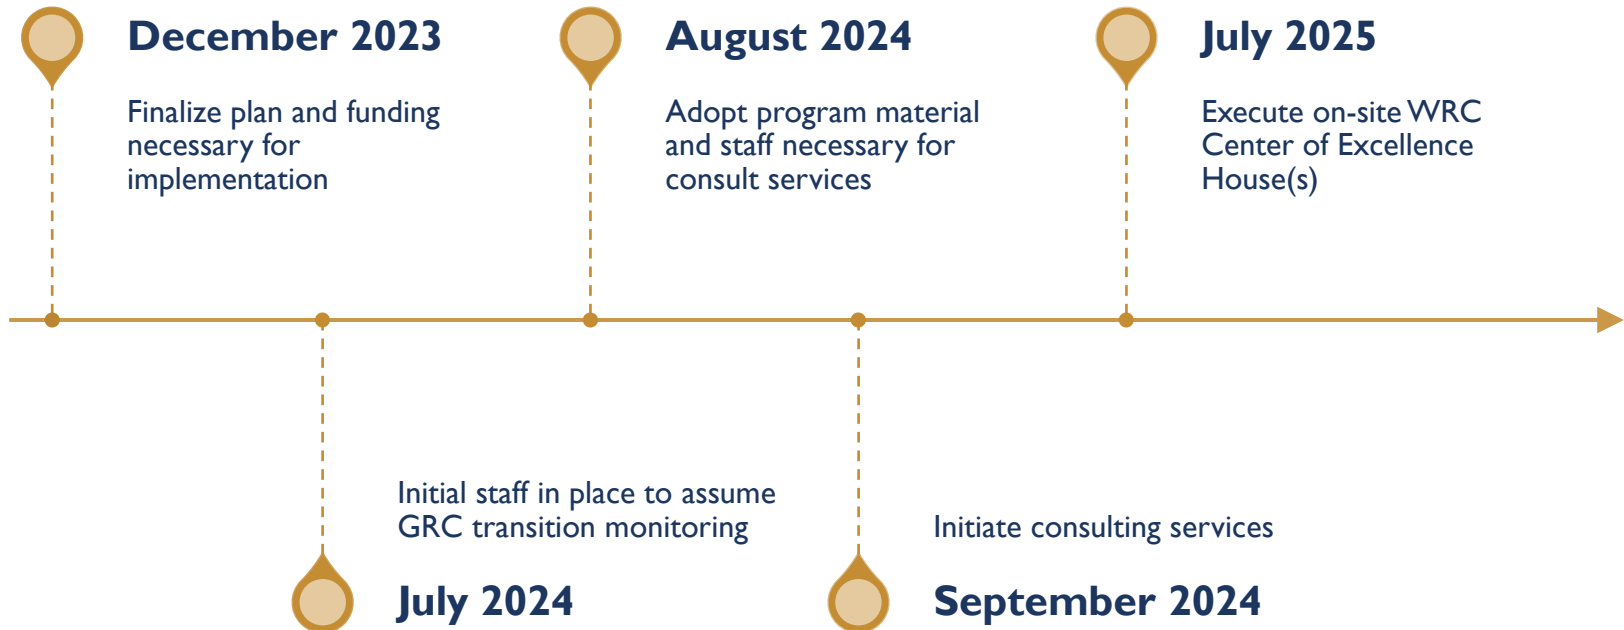 December 2023
Finalize plan and funding
necessary for
implementation
August 2024
Adopt program material
and staff necessary for
consult services
July 2025
Execute on-site WRC
Center of Excellence
House(s)
Initial staff in place to assume
GRC transition monitoring
July 2024
Initiate consulting services
September 2024